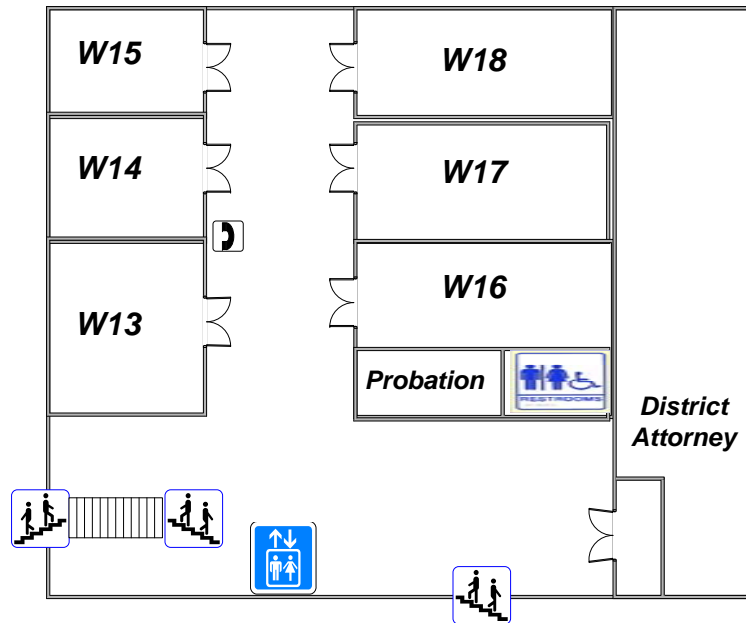 W15
W18
W14
W17
W16
W13
Probation
RESTROOMS
District
Attorney